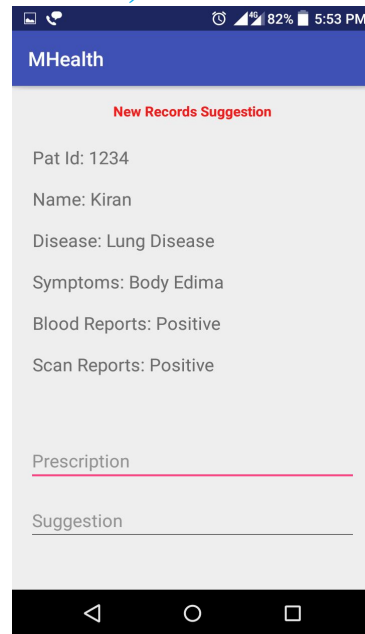 4G 82% 5:53 PM
MHealth
New Records Suggestion
Pat Id: 1234
Name: Kiran
Disease: Lung Disease
Symptoms: Body Edima
Blood Reports: Positive
Scan Reports: Positive
Prescription
Suggestion